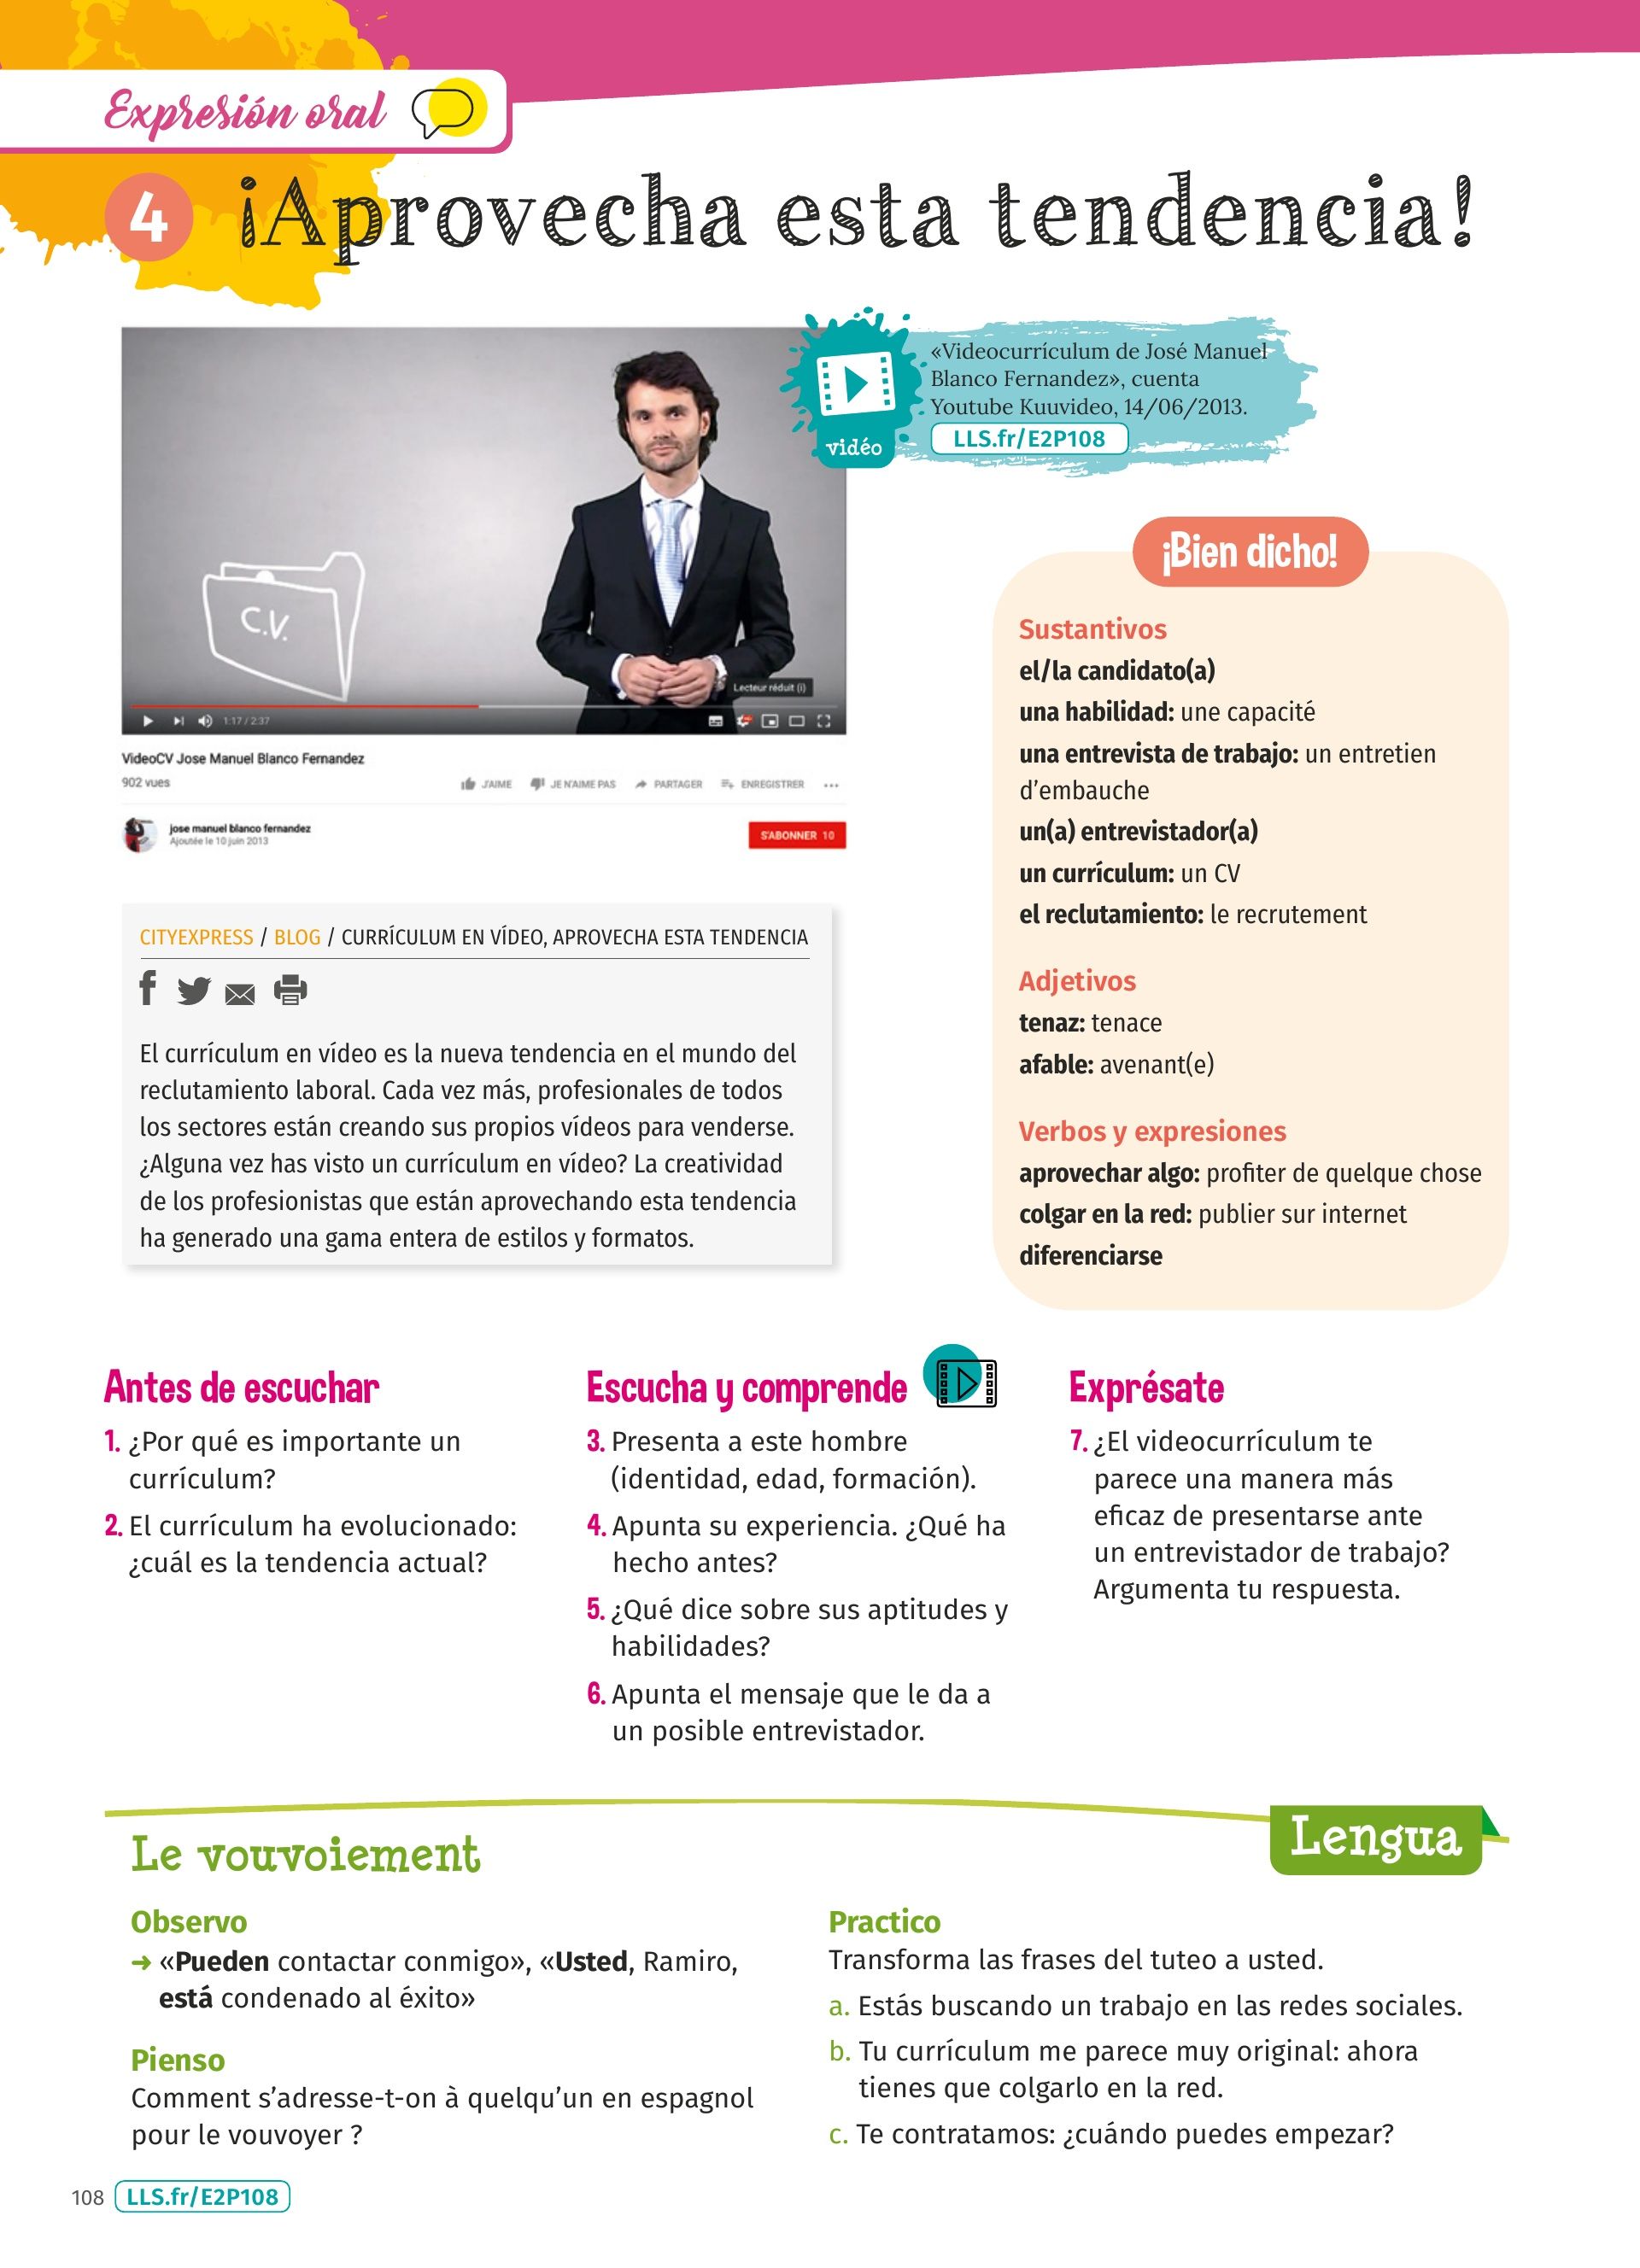 Expresión oral
4 ¡Aprovecha esta tendencia!
C.V.
Lecteur réduit (i)
1:17 / 2:37
VideoCV Jose Manuel Blanco Fernandez
902 vues
J'AIME
JE N'AIME PAS
PARTAGER
ENREGISTRER
jose manuel blanco fernandez
Ajoutée le 10 juin 2013
S'ABONNER 10
vidéo
«Videocurrículum de José Manuel
Blanco Fernandez», cuenta
Youtube Kuuvideo, 14/06/2013.
LLS.fr/E2P108
CITYEXPRESS / BLOG / CURRÍCULUM EN VÍDEO, APROVECHA ESTA TENDENCIA
El currículum en vídeo es la nueva tendencia en el mundo del
reclutamiento laboral. Cada vez más, profesionales de todos
los sectores están creando sus propios vídeos para venderse.
¿Alguna vez has visto un currículum en vídeo? La creatividad
de los profesionistas que están aprovechando esta tendencia
ha generado una gama entera de estilos y formatos.
¡Bien dicho!
Sustantivos
el/la candidato(a)
una habilidad: une capacité
una entrevista de trabajo: un entretien
d'embauche
un(a) entrevistador(a)
un currículum: un CV
el reclutamiento: le recrutement
Adjetivos
tenaz: tenace
afable: avenant(e)
Verbos y expresiones
aprovechar algo: profiter de quelque chose
colgar en la red: publier sur internet
diferenciarse
Antes de escuchar
1. ¿Por qué es importante un
currículum?
2. El currículum ha evolucionado:
¿cuál es la tendencia actual?
Escucha y comprende
3. Presenta a este hombre
(identidad, edad, formación).
4. Apunta su experiencia. ¿Qué ha
hecho antes?
5. ¿Qué dice sobre sus aptitudes y
habilidades?
6. Apunta el mensaje que le da a
un posible entrevistador.
Exprésate
7. ¿El videocurrículum te
parece una manera más
eficaz de presentarse ante
un entrevistador de trabajo?
Argumenta tu respuesta.
Lengua
Le vouvoiement
Observo
→ «Pueden contactar conmigo», «Usted, Ramiro,
está condenado al éxito»
Pienso
Comment s'adresse-t-on à quelqu'un en espagnol
pour le vouvoyer ?
Practico
Transforma las frases del tuteo a usted.
a. Estás buscando un trabajo en las redes sociales.
b. Tu currículum me parece muy original: ahora
tienes que colgarlo en la red.
c. Te contratamos: ¿cuándo puedes empezar?
108 LLS.fr/E2P108